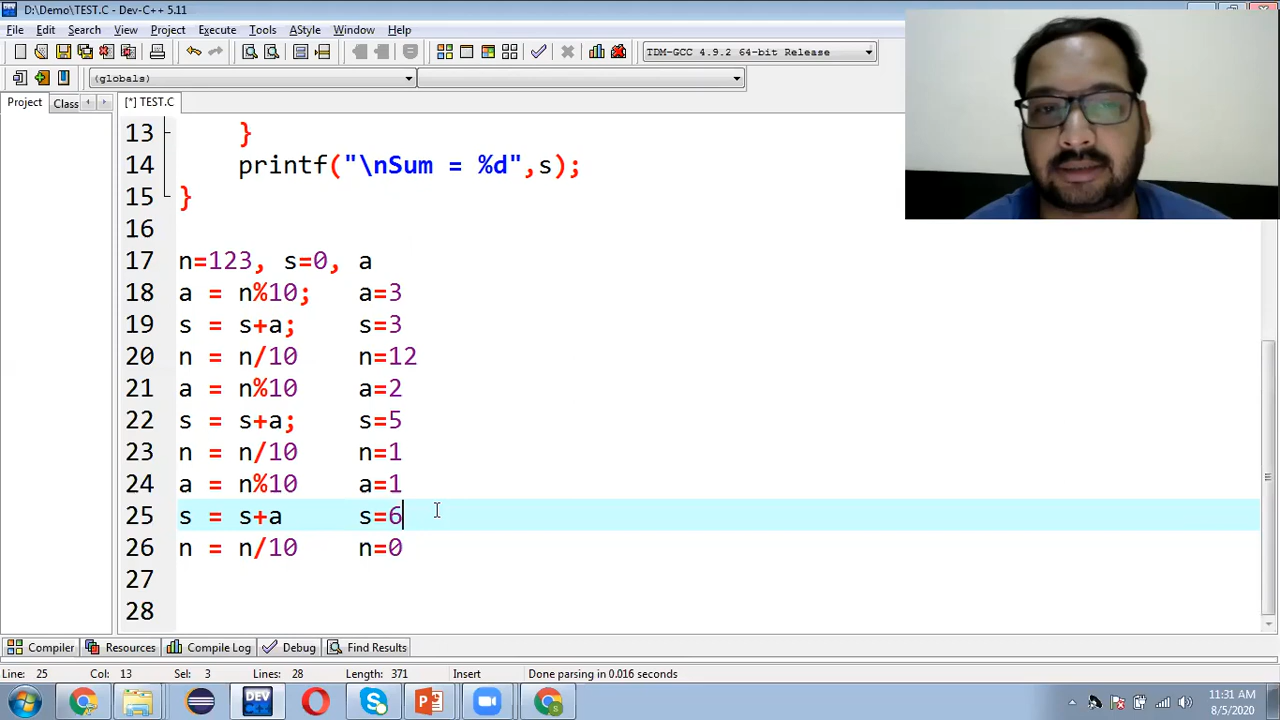 D:\Demo\TEST.C - Dev-C++ 5.11
File Edit Search View Project Execute Tools AStyle Window Help
TDM-GCC 4.9.2 64-bit Release
(globals)
Project Class [*] TEST.C
13 }
14 printf("\nSum = %d",s);
15 }
16
17 n=123, s=0, a
18 a = n%10; a=3
19 s = s+a; s=3
20 n = n/10 n=12
21 a = n%10 a=2
22 s = s+a; s=5
23 n = n/10 n=1
24 a = n%10 a=1
25 s = s+a s=6
26 n = n/10 n=0
27
28
Compiler Resources Compile Log Debug Find Results
Line: 25 Col: 13 Sel: 3 Lines: 28 Length: 371 Insert Done parsing in 0.016 seconds
DEV
11:31 AM
8/5/2020